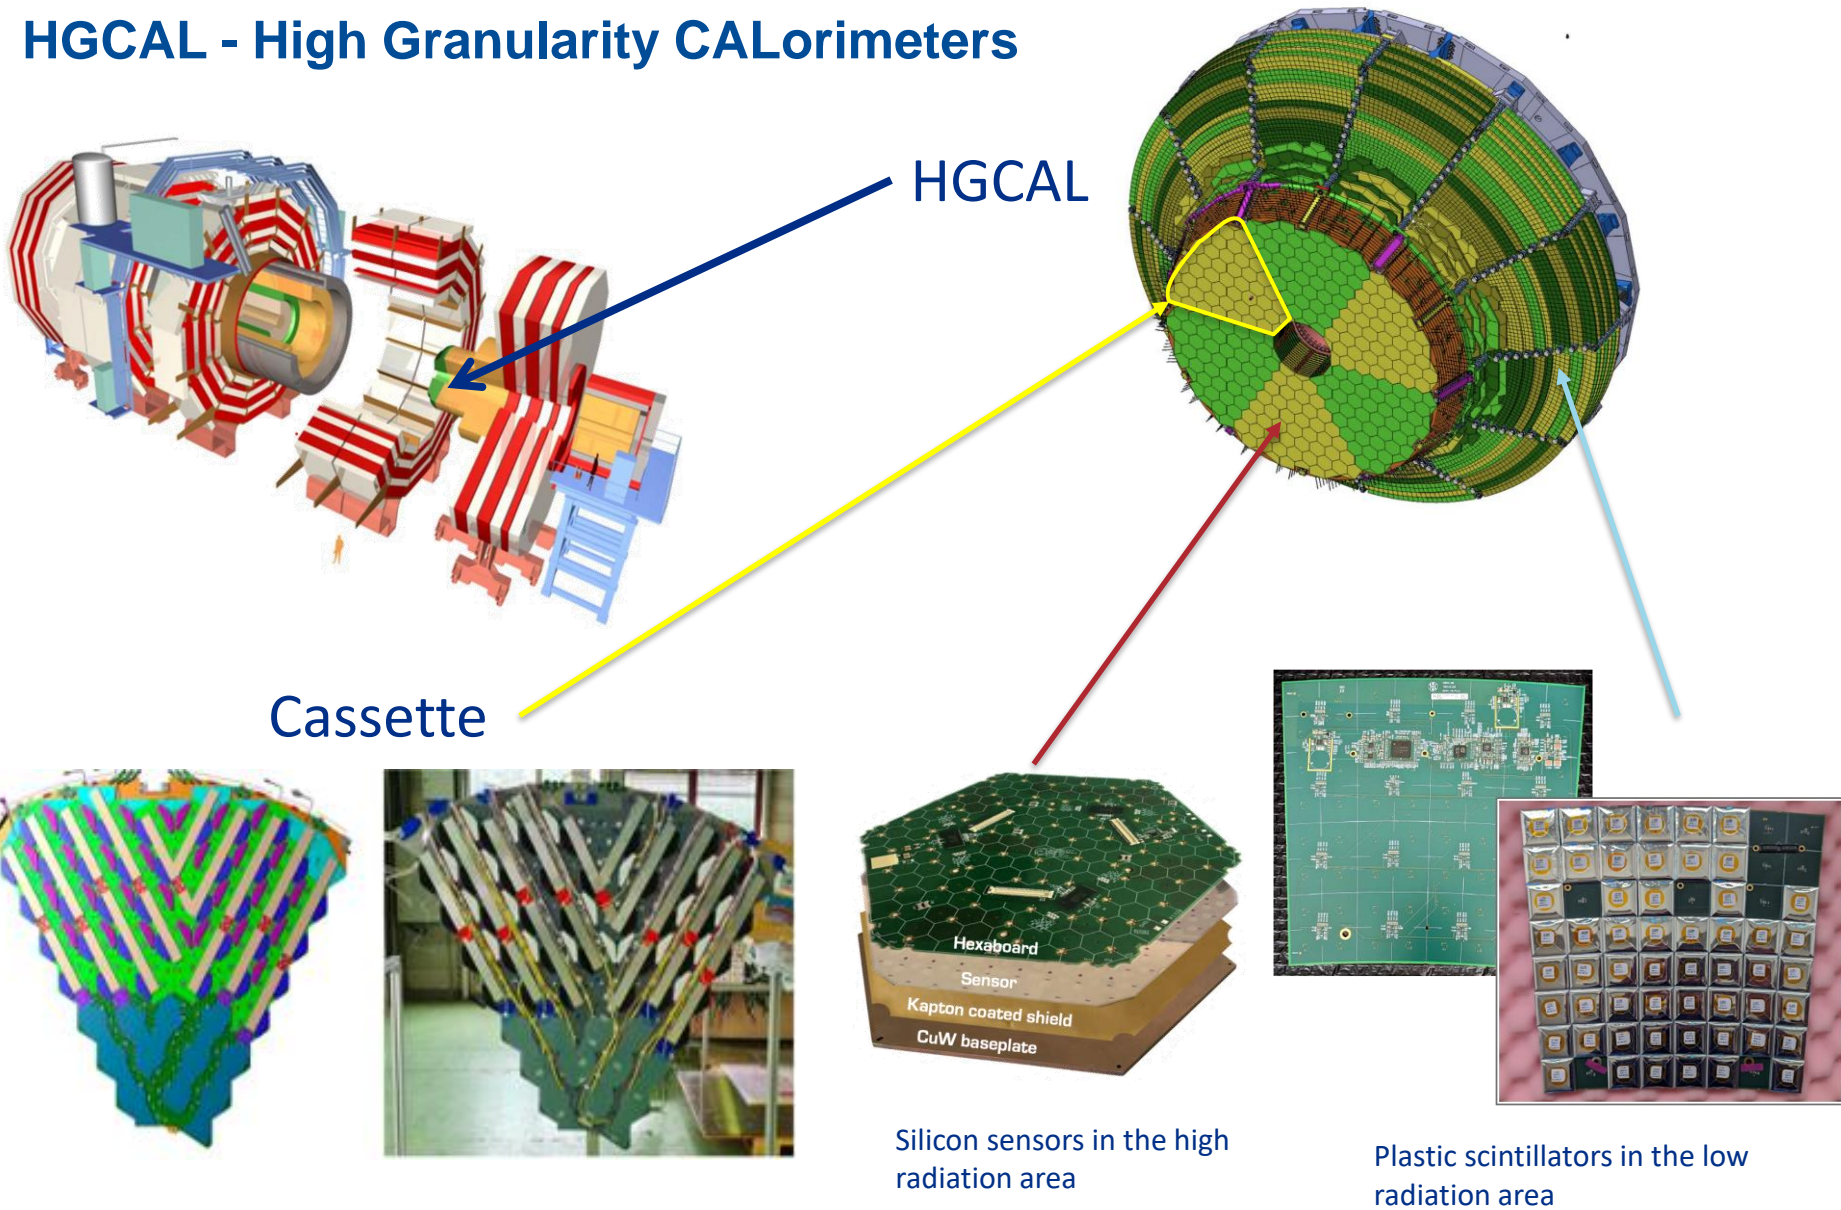 HGCAL - High Granularity CALorimeters
HGCAL
Cassette
Hexaboard
Sensor
Kapton coated shield
CuW baseplate
Silicon sensors in the high
radiation area
Plastic scintillators in the low
radiation area